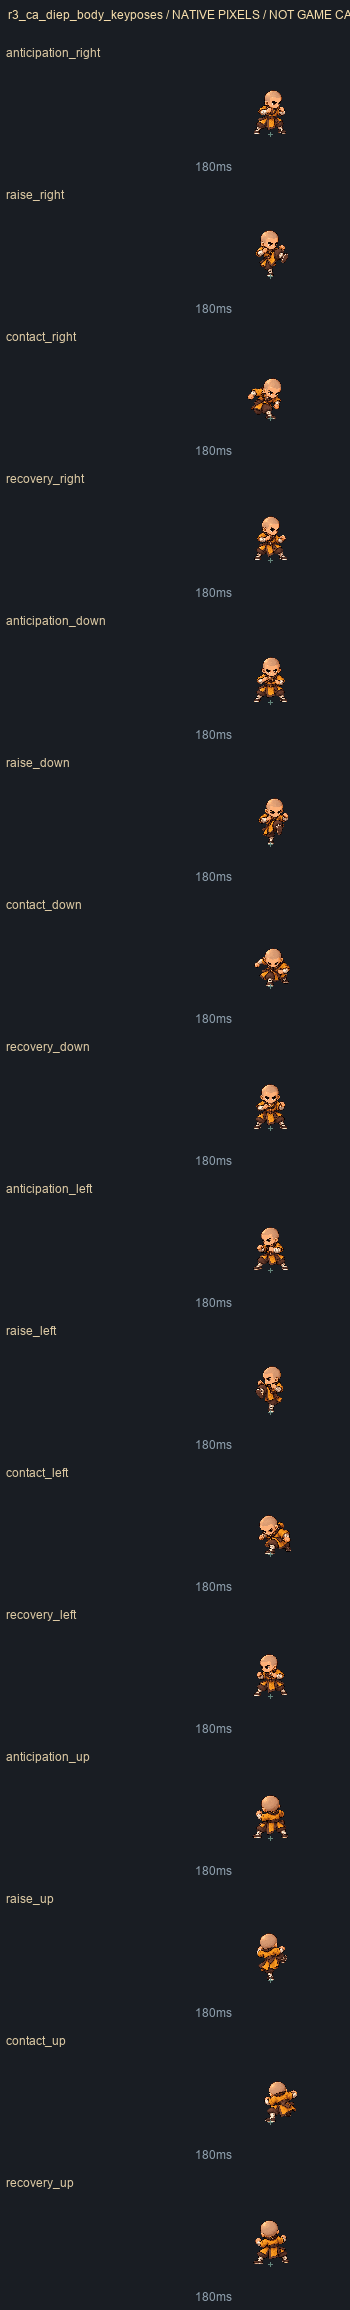 r3_ca_diep_body_keyposes / NATIVE PIXELS / NOT GAME CA
anticipation_right
180ms
raise_right
180ms
contact_right
180ms
recovery_right
180ms
anticipation_down
180ms
raise_down
180ms
contact_down
180ms
recovery_down
180ms
anticipation_left
180ms
raise_left
180ms
contact_left
180ms
recovery_left
180ms
anticipation_up
180ms
raise_up
180ms
contact_up
180ms
recovery_up
180ms